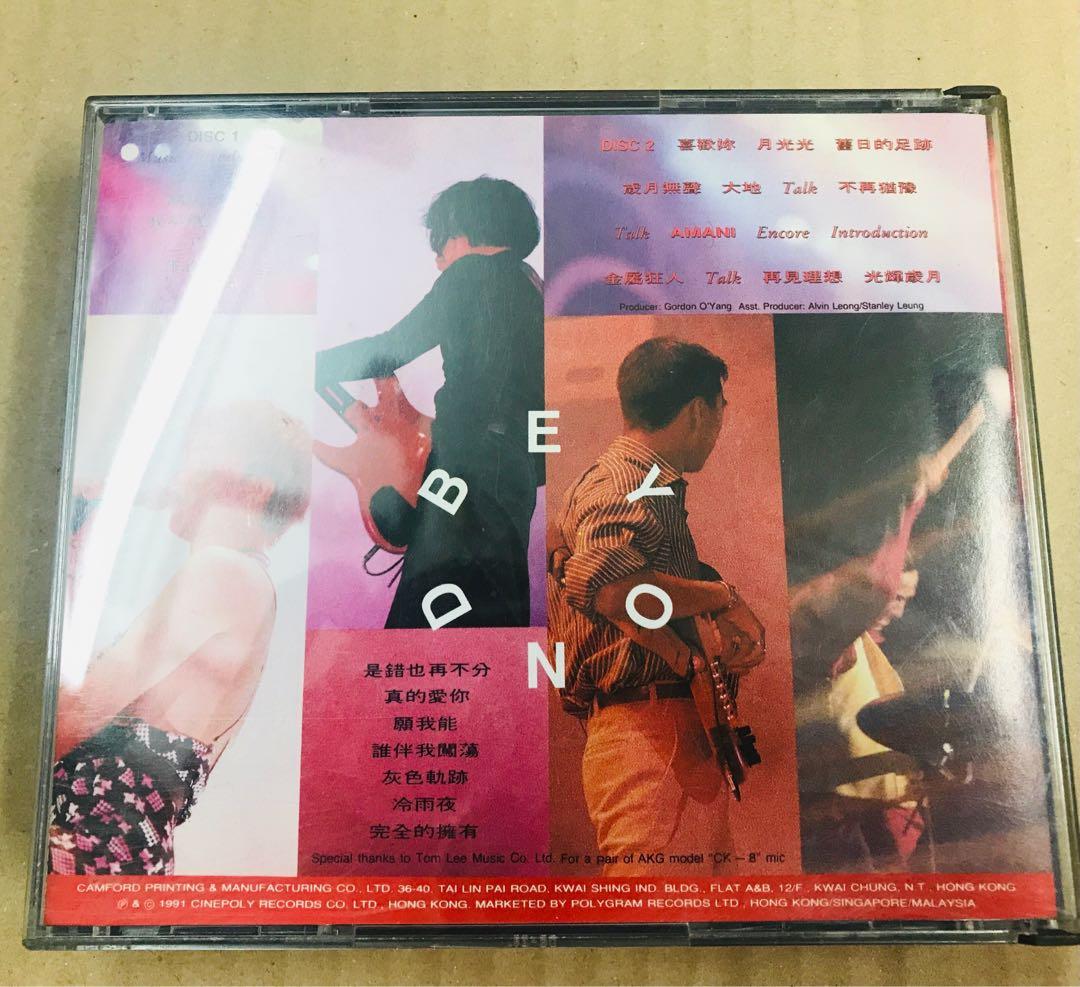 DISC 1
DISC 2 喜歡妳 月光光 舊日的足跡
歲月無聲 大地 Talk 不再猶豫
Talk AMANI Encore Introduction
金屬狂人 Talk 再見理想 光輝歲月
Producer: Gordon O'Yang Asst. Producer: Alvin Leong/Stanley Leung
BEYOND
是錯也再不分
真的愛你
願我能
誰伴我闖蕩
灰色軌跡
冷雨夜
完全的擁有
Special thanks to Tom Lee Music Co. Ltd. For a pair of AKG model "CK – 8" mic
CAMFORD PRINTING & MANUFACTURING CO., LTD. 36-40, TAI LIN PAI ROAD, KWAI SHING IND. BLDG., FLAT A&B, 12/F., KWAI CHUNG, N.T., HONG KONG
℗ & © 1991 CINEPOLY RECORDS CO. LTD., HONG KONG. MARKETED BY POLYGRAM RECORDS LTD., HONG KONG/SINGAPORE/MALAYSIA